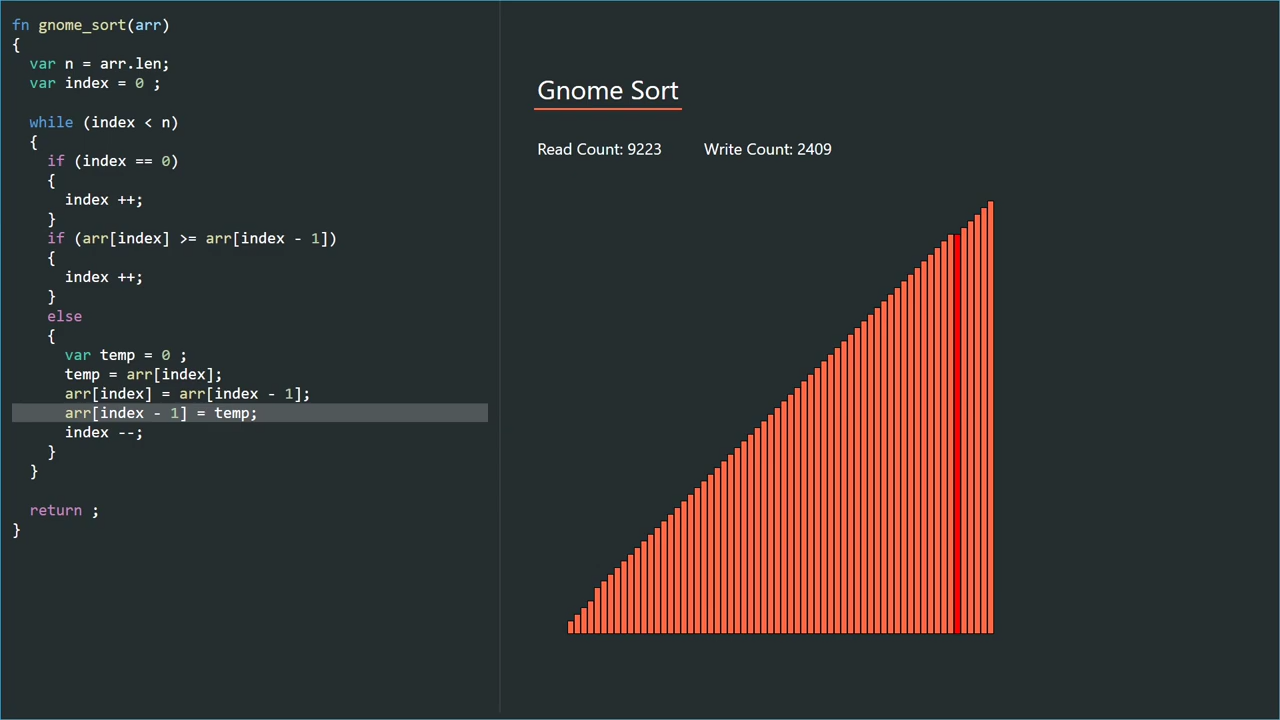 fn gnome_sort(arr)
{
var n = arr.len;
var index = 0 ;
while (index < n)
{
if (index == 0)
{
index ++;
}
if (arr[index] >= arr[index - 1])
{
index ++;
}
else
{
var temp = 0 ;
temp = arr[index];
arr[index] = arr[index - 1];
arr[index - 1] = temp;
index --;
}
}
return ;
}
Gnome Sort
Read Count: 9223 Write Count: 2409